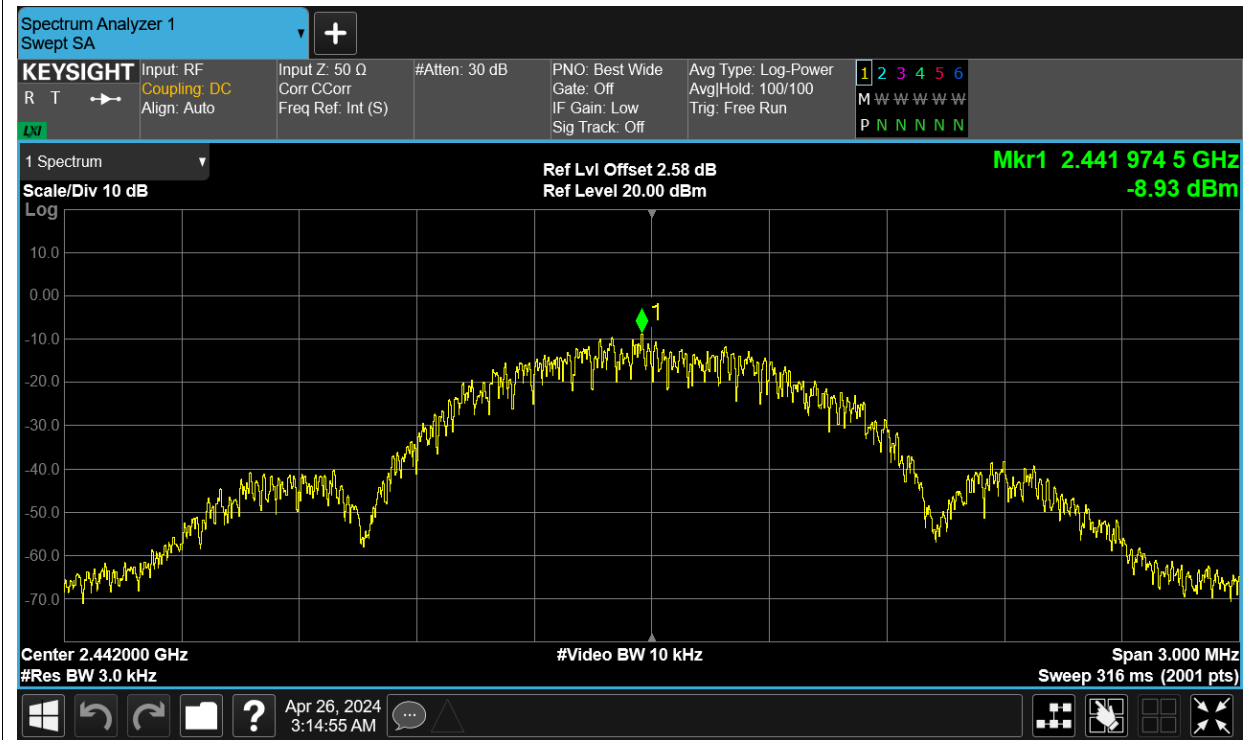 Spectrum Analyzer 1
Swept SA
▼
+
KEYSIGHT
R T
LXI
Input: RF
Coupling: DC
Align: Auto
Input Z: 50 Ω
Corr CCorr
Freq Ref: Int (S)
#Atten: 30 dB
PNO: Best Wide
Gate: Off
IF Gain: Low
Sig Track: Off
Avg Type: Log-Power
Avg|Hold: 100/100
Trig: Free Run
1 2 3 4 5 6
M W W W W W
P N N N N N
1 Spectrum ▼
Scale/Div 10 dB
Ref Lvl Offset 2.58 dB
Ref Level 20.00 dBm
Mkr1 2.441 974 5 GHz
-8.93 dBm
Log
10.0
0.00
-10.0
-20.0
-30.0
-40.0
-50.0
-60.0
-70.0
1
Center 2.442000 GHz
#Res BW 3.0 kHz
#Video BW 10 kHz
Span 3.000 MHz
Sweep 316 ms (2001 pts)
?
Apr 26, 2024
3:14:55 AM